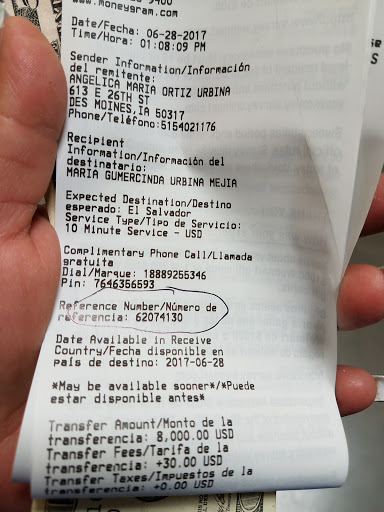 www.moneygram.com
Date/Fecha: 06-28-2017
Time/Hora: 01:08:09 PM
Sender Information/Información
del remitente:
ANGELICA MARIA ORTIZ URBINA
613 E 26TH ST
DES MOINES,IA 50317
Phone/Teléfono:5154021176
Recipient
Information/Información del
destinatario:
MARIA GUMERCINDA URBINA MEJIA
Expected Destination/Destino
esperado: El Salvador
Service Type/Tipo de Servicio:
10 Minute Service - USD
Complimentary Phone Call/Llamada
gratuita
Dial/Marque: 18889255346
Pin: 7646356593
Reference Number/Número de
referencia: 62074130
Date Available in Receive
Country/Fecha disponible en
país de destino: 2017-06-28
*May be available sooner*/*Puede
estar disponible antes*
Transfer Amount/Monto de la
transferencia: 8,000.00 USD
Transfer Fees/Tarifa de la
transferencia: +30.00 USD
Transfer Taxes/Impuestos de la
transferencia: +0.00 USD